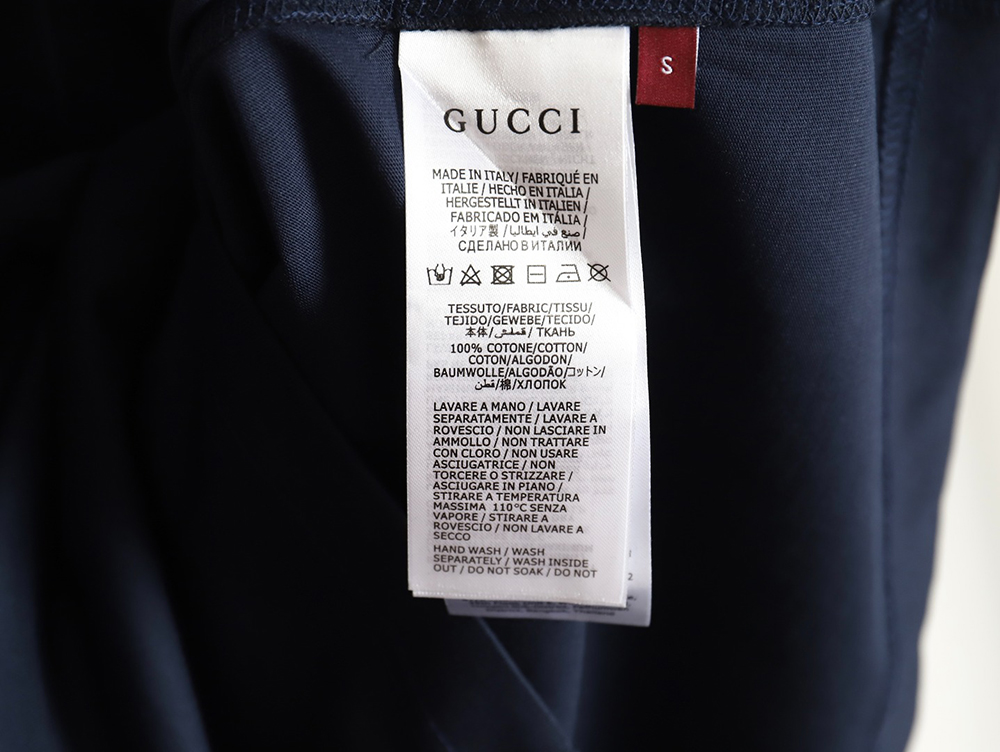 S
GUCCI
MADE IN ITALY/ FABRIQUÉ EN
ITALIE / HECHO EN ITALIA/
HERGESTELLT IN ITALIEN /
FABRICADO EM ITÁLIA /
イタリア製 /صنع في ايطاليا /
СДЕЛАНО В ИТАЛИИ
TESSUTO/FABRIC/TISSU/
TEJIDO/GEWEBE/TECIDO/
本体/قملش/ ТКАНЬ
100% COTONE/COTTON/
COTON/ALGODON/
BAUMWOLLE/ALGODÃO/コットン/
قطن/棉/ХЛОПОК
LAVARE A MANO / LAVARE
SEPARATAMENTE / LAVARE A
ROVESCIO / NON LASCIARE IN
AMMOLLO / NON TRATTARE
CON CLORO / NON USARE
ASCIUGATRICE / NON
TORCERE O STRIZZARE /
ASCIUGARE IN PIANO /
STIRARE A TEMPERATURA
MASSIMA 110°C SENZA
VAPORE / STIRARE A
ROVESCIO / NON LAVARE A
SECCO
HAND WASH / WASH
SEPARATELY / WASH INSIDE
OUT / DO NOT SOAK / DO NOT
2